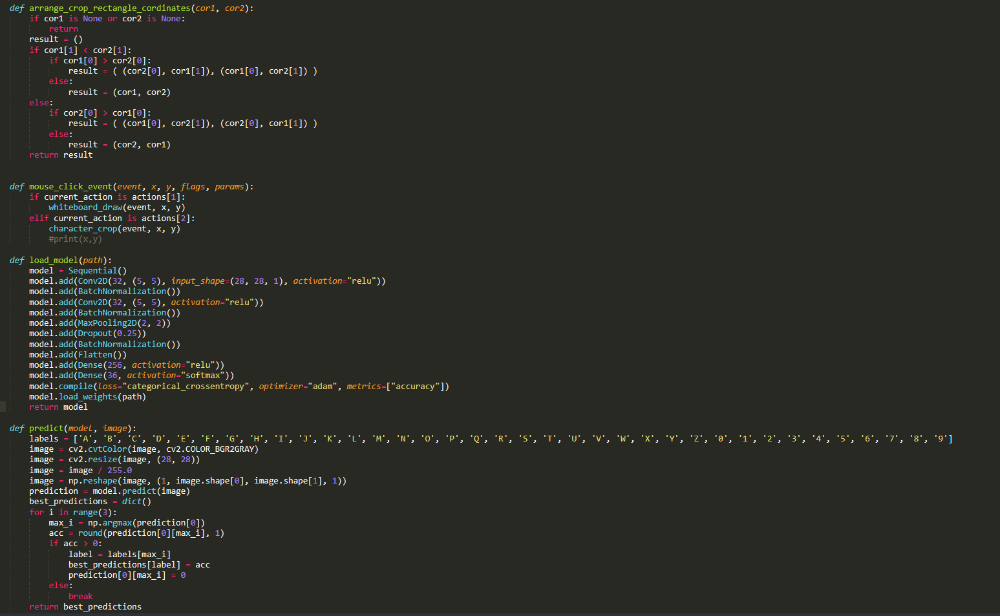 def arrange_crop_rectangle_cordinates(cor1, cor2):
    if cor1 is None or cor2 is None:
        return
    result = ()
    if cor1[1] < cor2[1]:
        if cor1[0] > cor2[0]:
            result = ( (cor2[0], cor1[1]), (cor1[0], cor2[1]) )
        else:
            result = (cor1, cor2)
    else:
        if cor2[0] > cor1[0]:
            result = ( (cor1[0], cor2[1]), (cor2[0], cor1[1]) )
        else:
            result = (cor2, cor1)
    return result

def mouse_click_event(event, x, y, flags, params):
    if current_action is actions[1]:
        whiteboard_draw(event, x, y)
    elif current_action is actions[2]:
        character_crop(event, x, y)
        #print(x,y)

def load_model(path):
    model = Sequential()
    model.add(Conv2D(32, (5, 5), input_shape=(28, 28, 1), activation="relu"))
    model.add(BatchNormalization())
    model.add(Conv2D(32, (5, 5), activation="relu"))
    model.add(BatchNormalization())
    model.add(MaxPooling2D(2, 2))
    model.add(Dropout(0.25))
    model.add(BatchNormalization())
    model.add(Flatten())
    model.add(Dense(256, activation="relu"))
    model.add(Dense(36, activation="softmax"))
    model.compile(loss="categorical_crossentropy", optimizer="adam", metrics=["accuracy"])
    model.load_weights(path)
    return model

def predict(model, image):
    labels = ['A', 'B', 'C', 'D', 'E', 'F', 'G', 'H', 'I', 'J', 'K', 'L', 'M', 'N', 'O', 'P', 'Q', 'R', 'S', 'T', 'U', 'V', 'W', 'X', 'Y', 'Z', '0', '1', '2', '3', '4', '5', '6', '7', '8', '9']
    image = cv2.cvtColor(image, cv2.COLOR_BGR2GRAY)
    image = cv2.resize(image, (28, 28))
    image = image / 255.0
    image = np.reshape(image, (1, image.shape[0], image.shape[1], 1))
    prediction = model.predict(image)
    best_predictions = dict()
    for i in range(3):
        max_i = np.argmax(prediction[0])
        acc = round(prediction[0][max_i], 1)
        if acc > 0:
            label = labels[max_i]
            best_predictions[label] = acc
            prediction[0][max_i] = 0
        else:
            break
    return best_predictions